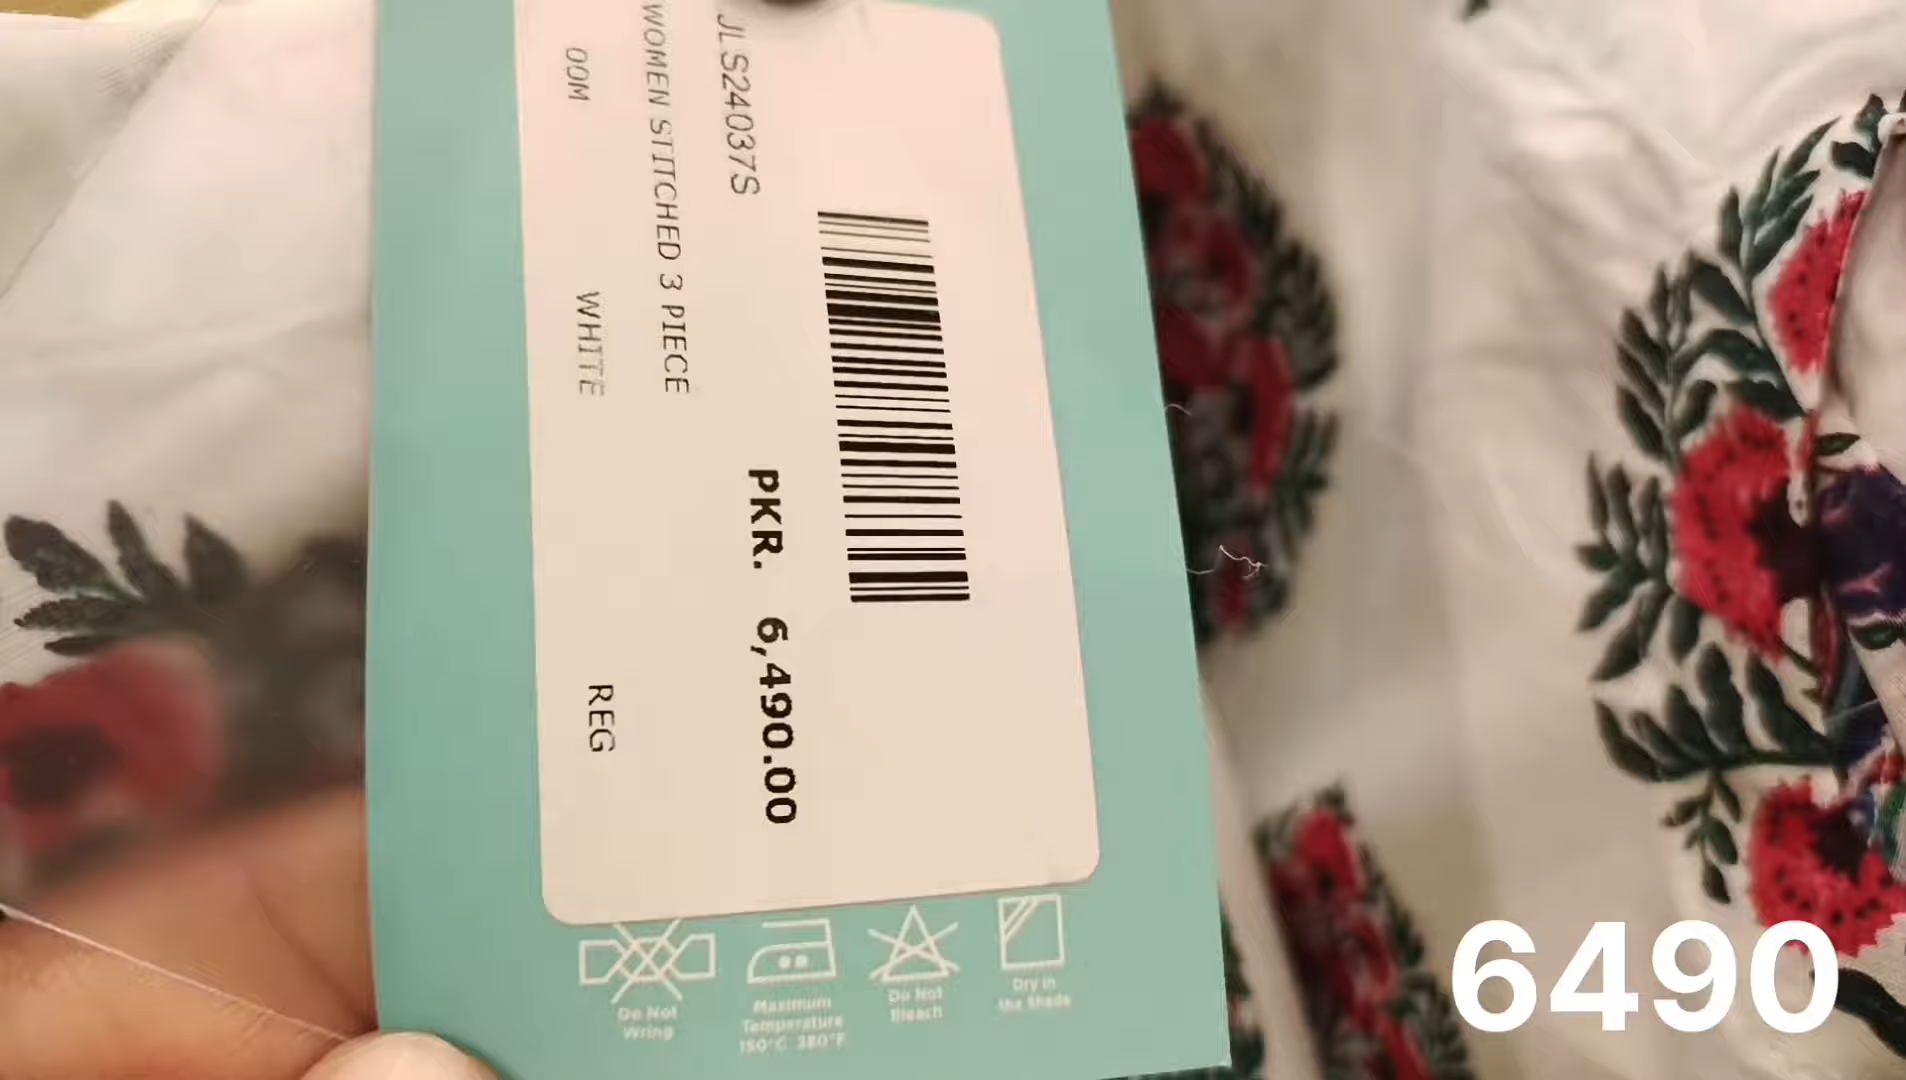 JLS24037S
WOMEN STITCHED 3 PIECE
00M WHITE REG
PKR. 6,490.00
Do Not
Wring
Maximum
Temperature
150°C 380°F
Do Not
Bleach
Dry in
the Shade
6490